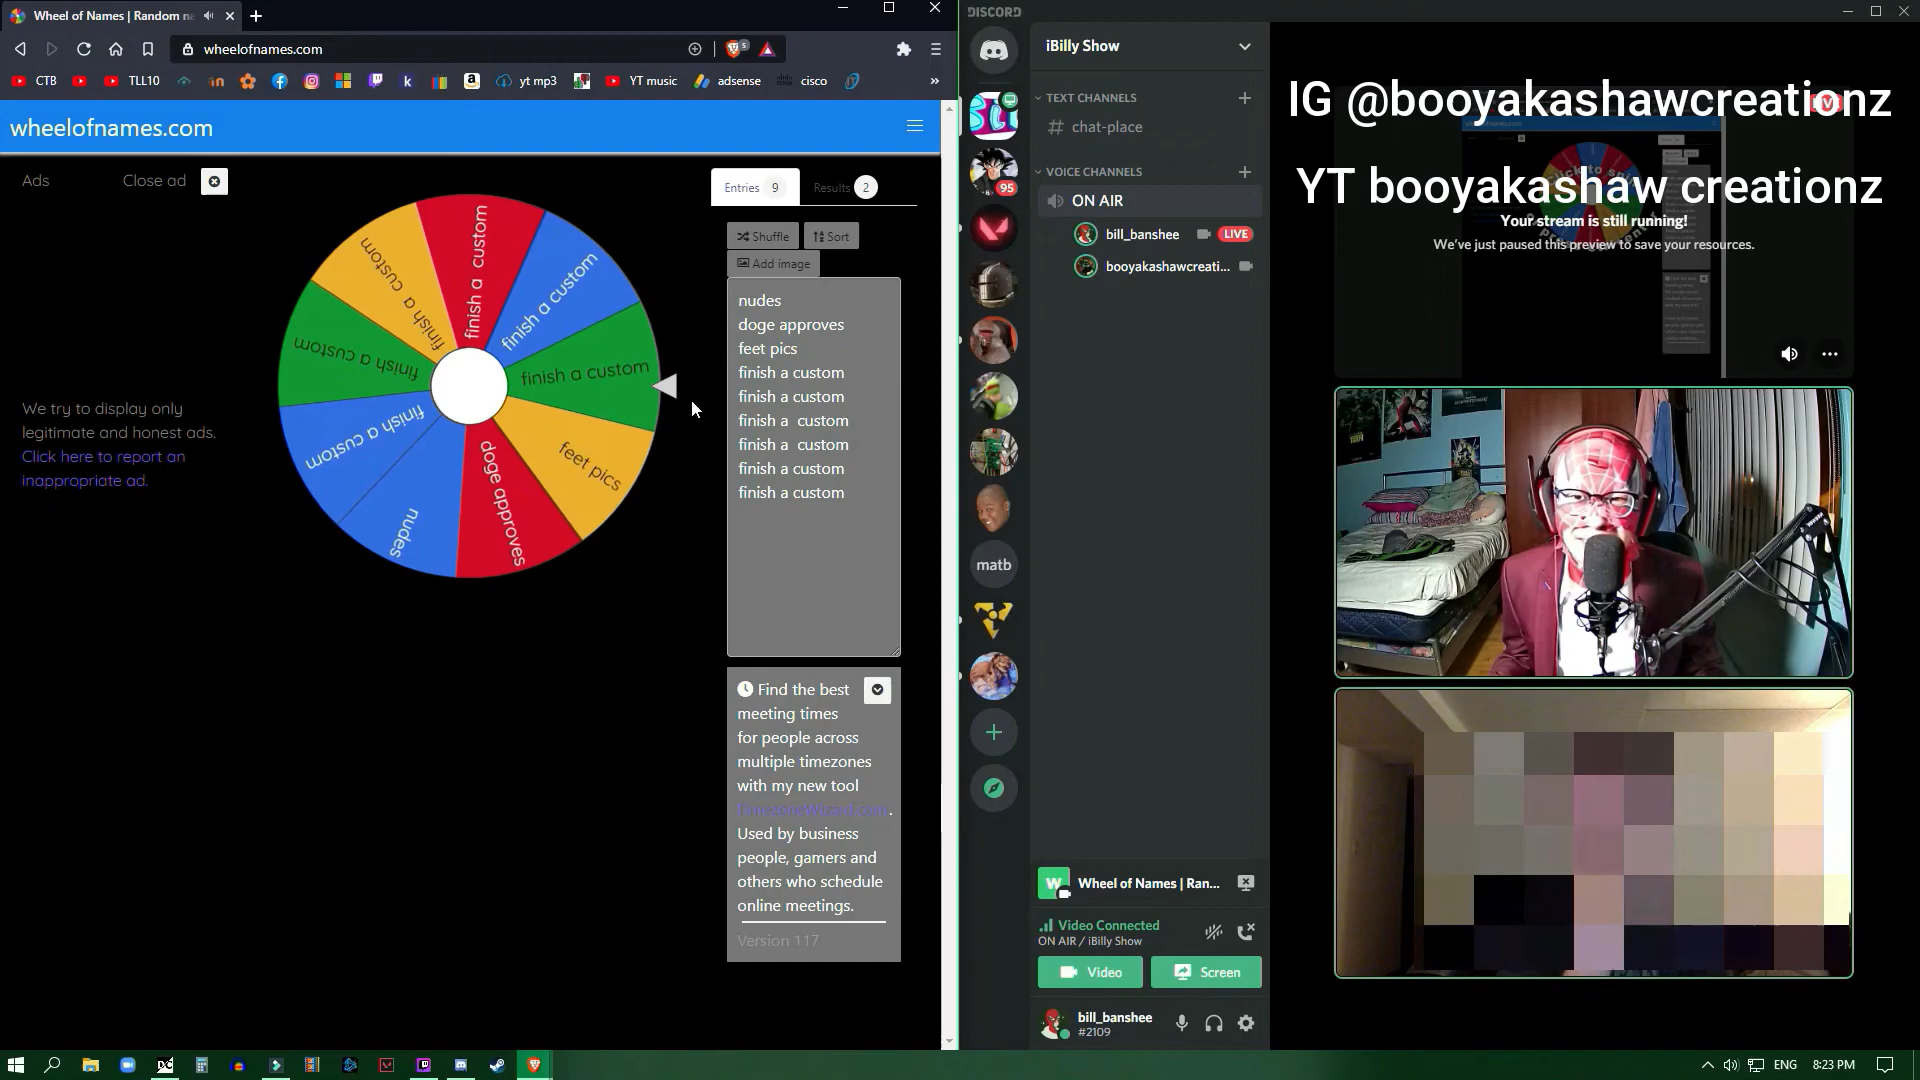 Wheel of Names | Random na
wheelofnames.com
5
CTB
TLL10
yt mp3
YT music
adsense
cisco
wheelofnames.com
Ads
Close ad
We try to display only
legitimate and honest ads.
Click here to report an
inappropriate ad.
finish a custom
finish a custom
finish a custom
feet pics
doge approves
nudes
finish a custom
finish a custom
finish a custom
Entries 9
Results 2
Shuffle
Sort
Add image
nudes
doge approves
feet pics
finish a custom
finish a custom
finish a  custom
finish a  custom
finish a custom
finish a custom
Find the best
meeting times
for people across
multiple timezones
with my new tool
TimezoneWizard.com.
Used by business
people, gamers and
others who schedule
online meetings.
Version 117
DISCORD
95
matb
iBilly Show
TEXT CHANNELS
# chat-place
VOICE CHANNELS
ON AIR
bill_banshee LIVE
booyakashawcreati...
W
Wheel of Names | Ran...
Video Connected
ON AIR / iBilly Show
Video
Screen
bill_banshee
#2109
IG @booyakashawcreationz
LIVE
YT booyakashaw creationz
Your stream is still running!
We've just paused this preview to save your resources.
ENG
8:23 PM